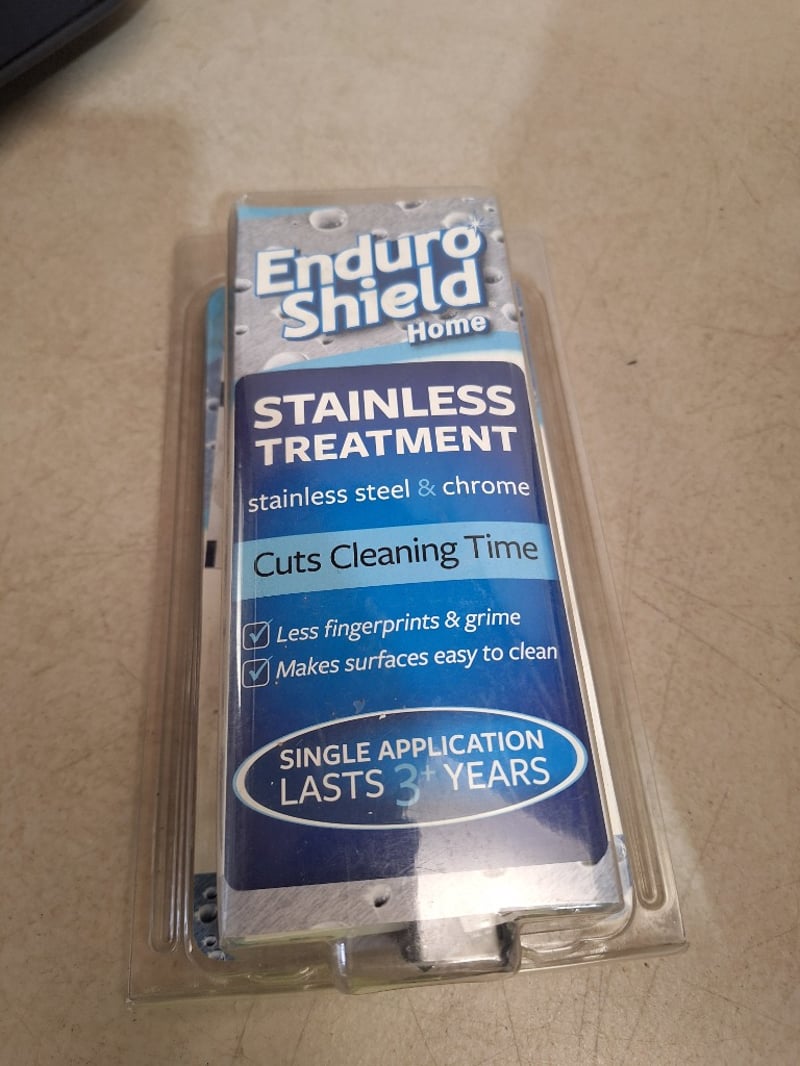 Enduro
Shield
Home
STAINLESS
TREATMENT
stainless steel & chrome
Cuts Cleaning Time
Less fingerprints & grime
Makes surfaces easy to clean
SINGLE APPLICATION
LASTS 3+ YEARS